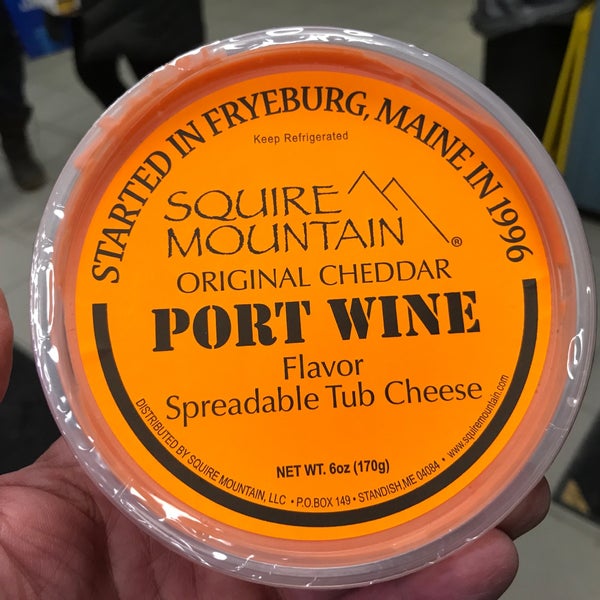 STARTED IN FRYEBURG, MAINE IN 1996
Keep Refrigerated
SQUIRE
MOUNTAIN®
ORIGINAL CHEDDAR
PORT WINE
Flavor
Spreadable Tub Cheese
NET WT. 6oz (170g)
DISTRIBUTED BY SQUIRE MOUNTAIN, LLC • P.O.BOX 149 • STANDISH,ME 04084 • www.squiremountain.com